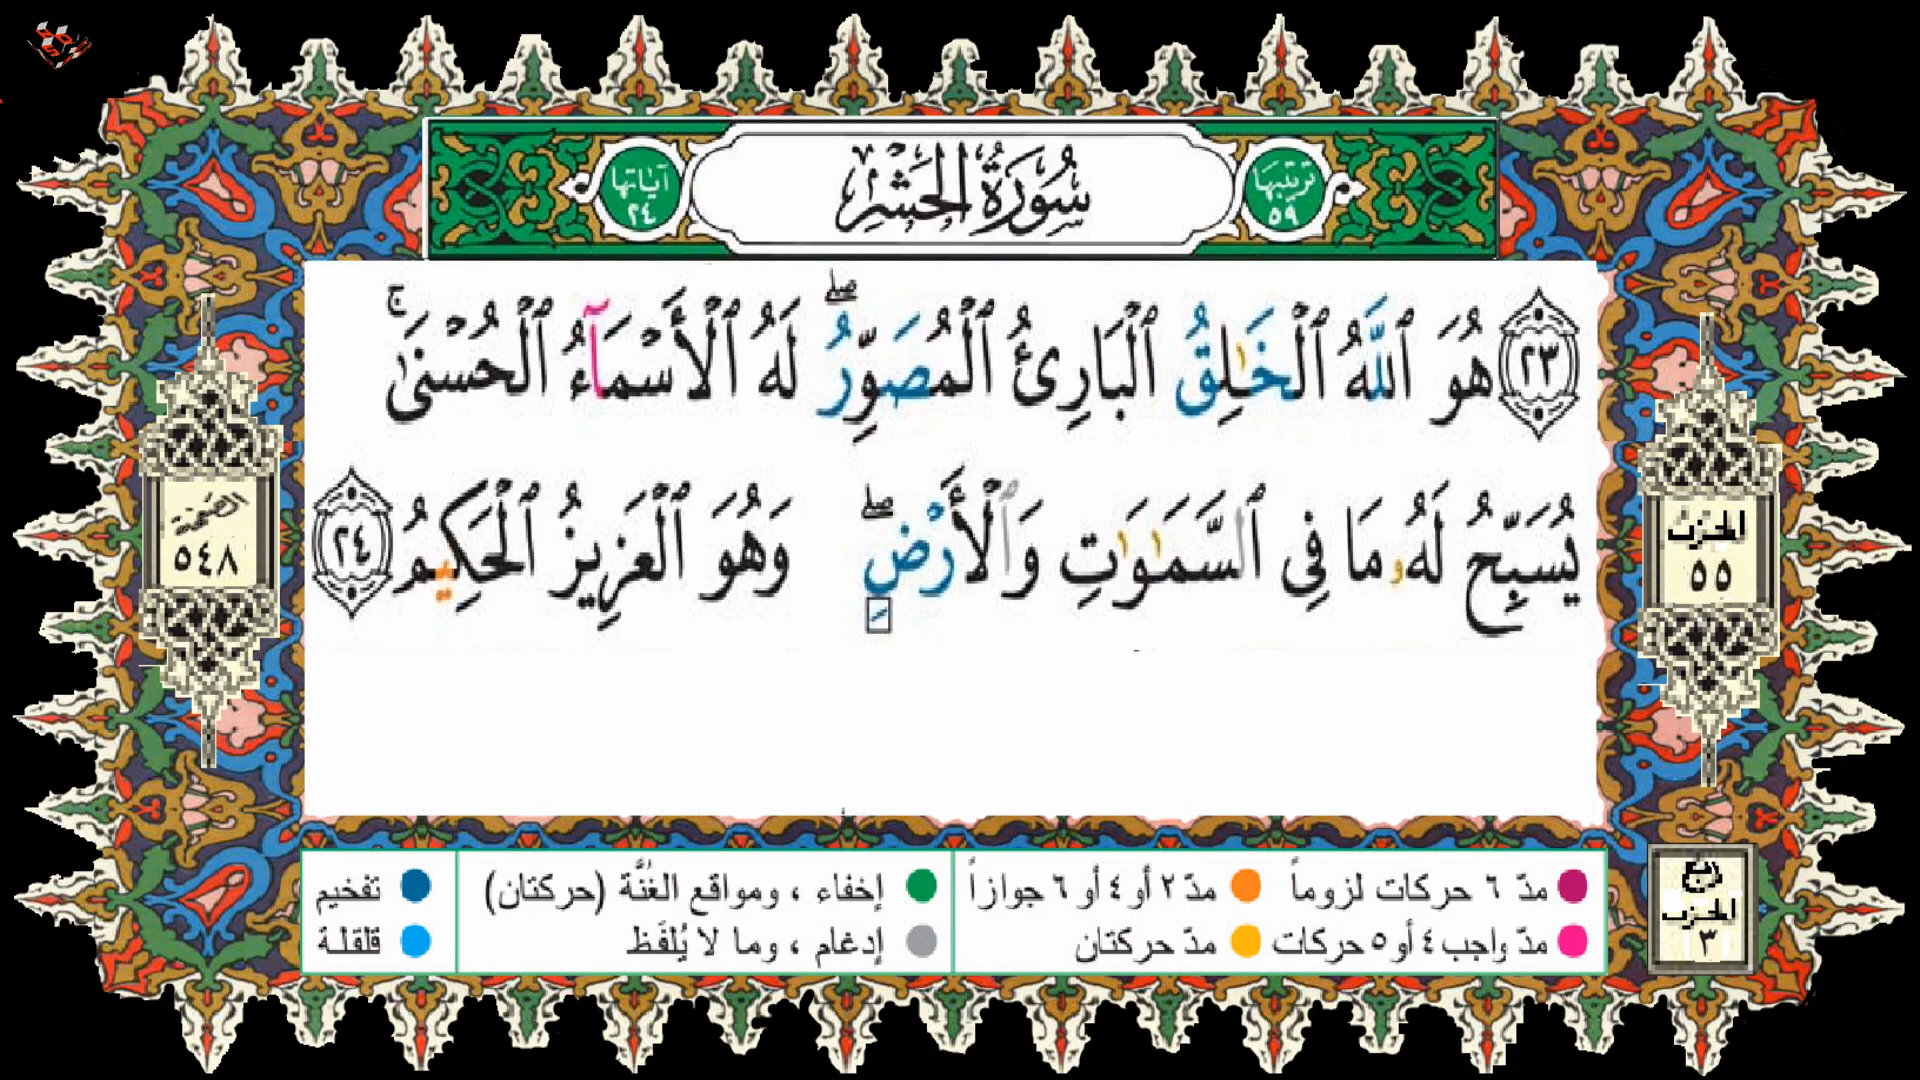 ترتيبها ٥٩
سُورَةُ الحَشْرِ
آياتها ٢٤
٢٣ هُوَ ٱللَّهُ ٱلْخَٰلِقُ ٱلْبَارِئُ ٱلْمُصَوِّرُ ۖ لَهُ ٱلْأَسْمَآءُ ٱلْحُسْنَىٰ ۚ
يُسَبِّحُ لَهُۥ مَا فِى ٱلسَّمَٰوَٰتِ وَٱلْأَرْضِ ۖ وَهُوَ ٱلْعَزِيزُ ٱلْحَكِيمُ ٢٤
الحزب
٥٥
الصفحة
٥٤٨
ربع
الحزب
٣
مدّ ٦ حركات لزوماً مدّ ٢ أو ٤ أو ٦ جوازاً إخفاء ، ومواقع الغُنَّة (حركتان) تفخيم
مدّ واجب ٤ أو ٥ حركات مدّ حركتان إدغام ، وما لا يُلفَظ قلقلة